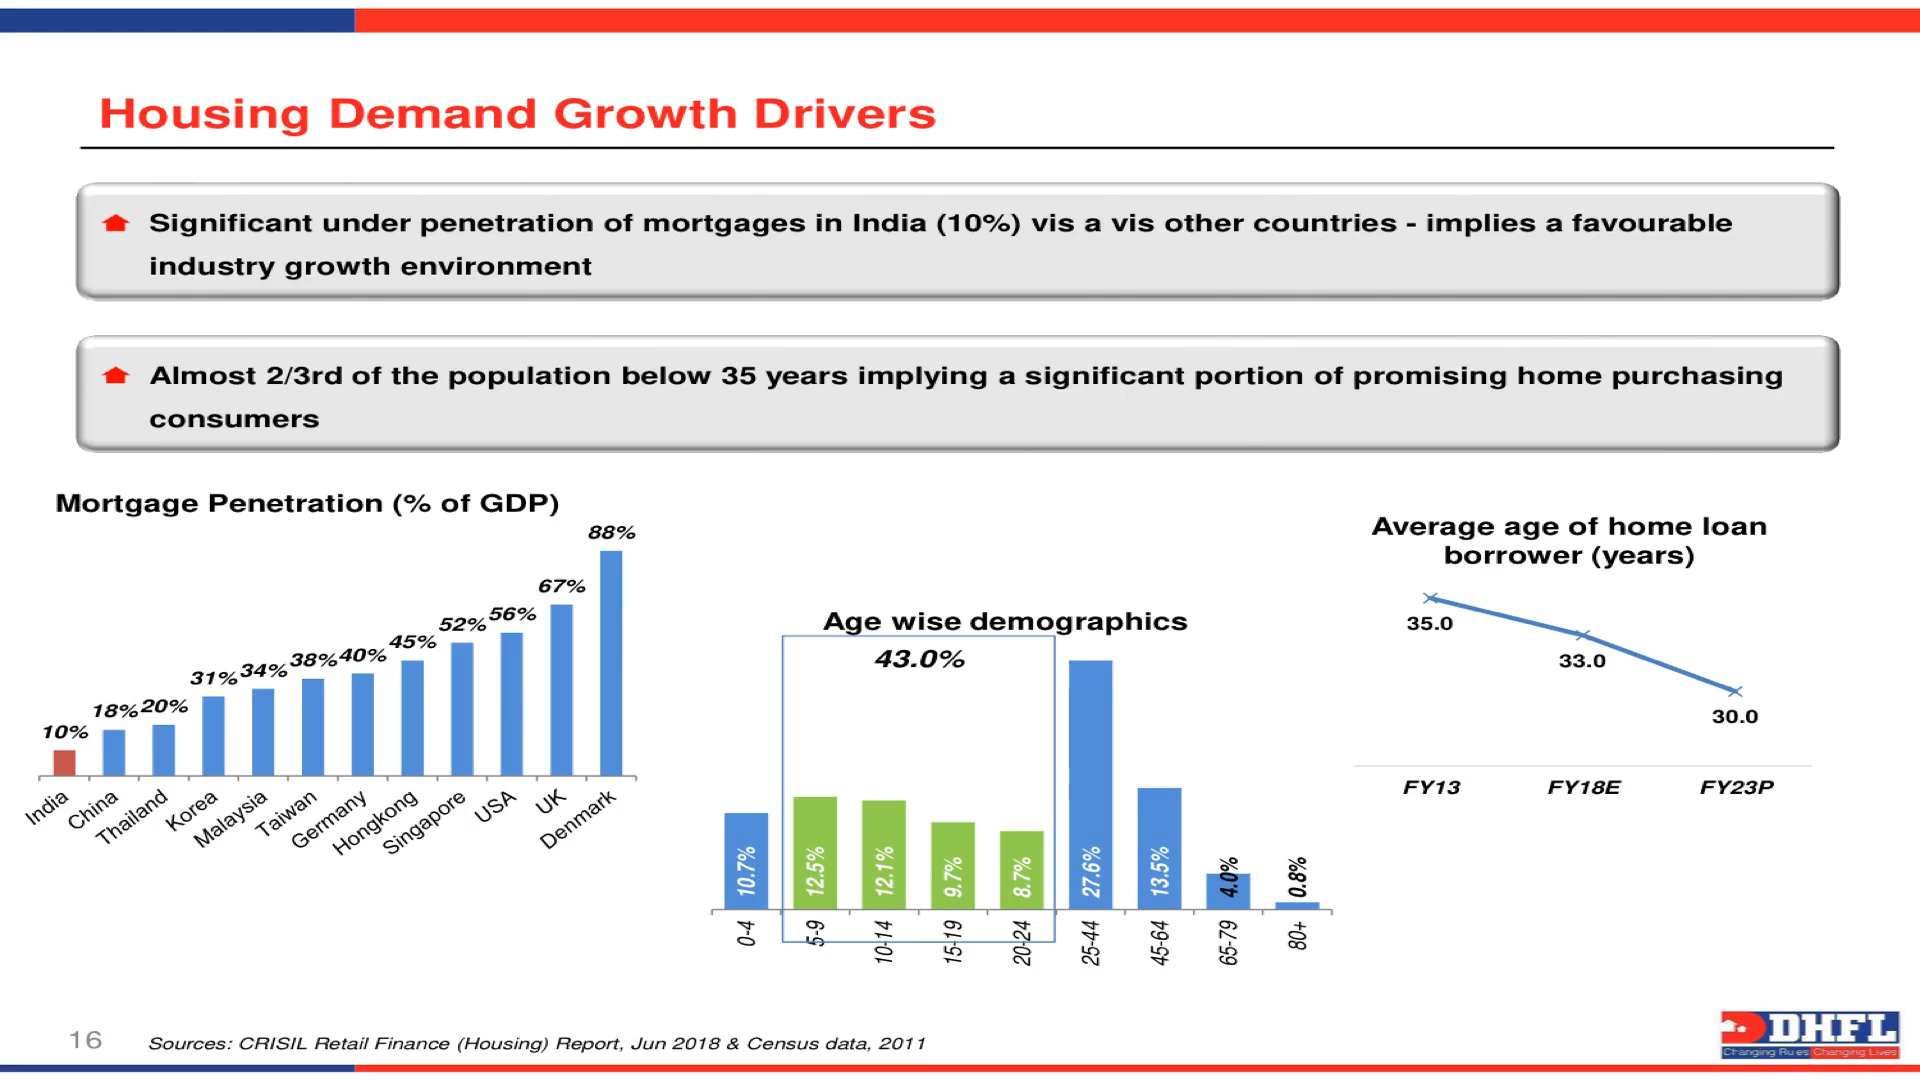 Housing Demand Growth Drivers
Significant under penetration of mortgages in India (10%) vis a vis other countries - implies a favourable
industry growth environment
Almost 2/3rd of the population below 35 years implying a significant portion of promising home purchasing
consumers
Mortgage Penetration (% of GDP)
10%
18%
20%
31%
34%
38%
40%
45%
52%
56%
67%
88%
India
China
Thailand
Korea
Malaysia
Taiwan
Germany
Hongkong
Singapore
USA
UK
Denmark
Age wise demographics
43.0%
10.7%
12.5%
12.1%
9.7%
8.7%
27.6%
13.5%
4.0%
0.8%
0-4
5-9
10-14
15-19
20-24
25-44
45-64
65-79
80+
Average age of home loan
borrower (years)
35.0
33.0
30.0
FY13
FY18E
FY23P
16
Sources: CRISIL Retail Finance (Housing) Report, Jun 2018 & Census data, 2011
DHFL
Changing Rules Changing Lives